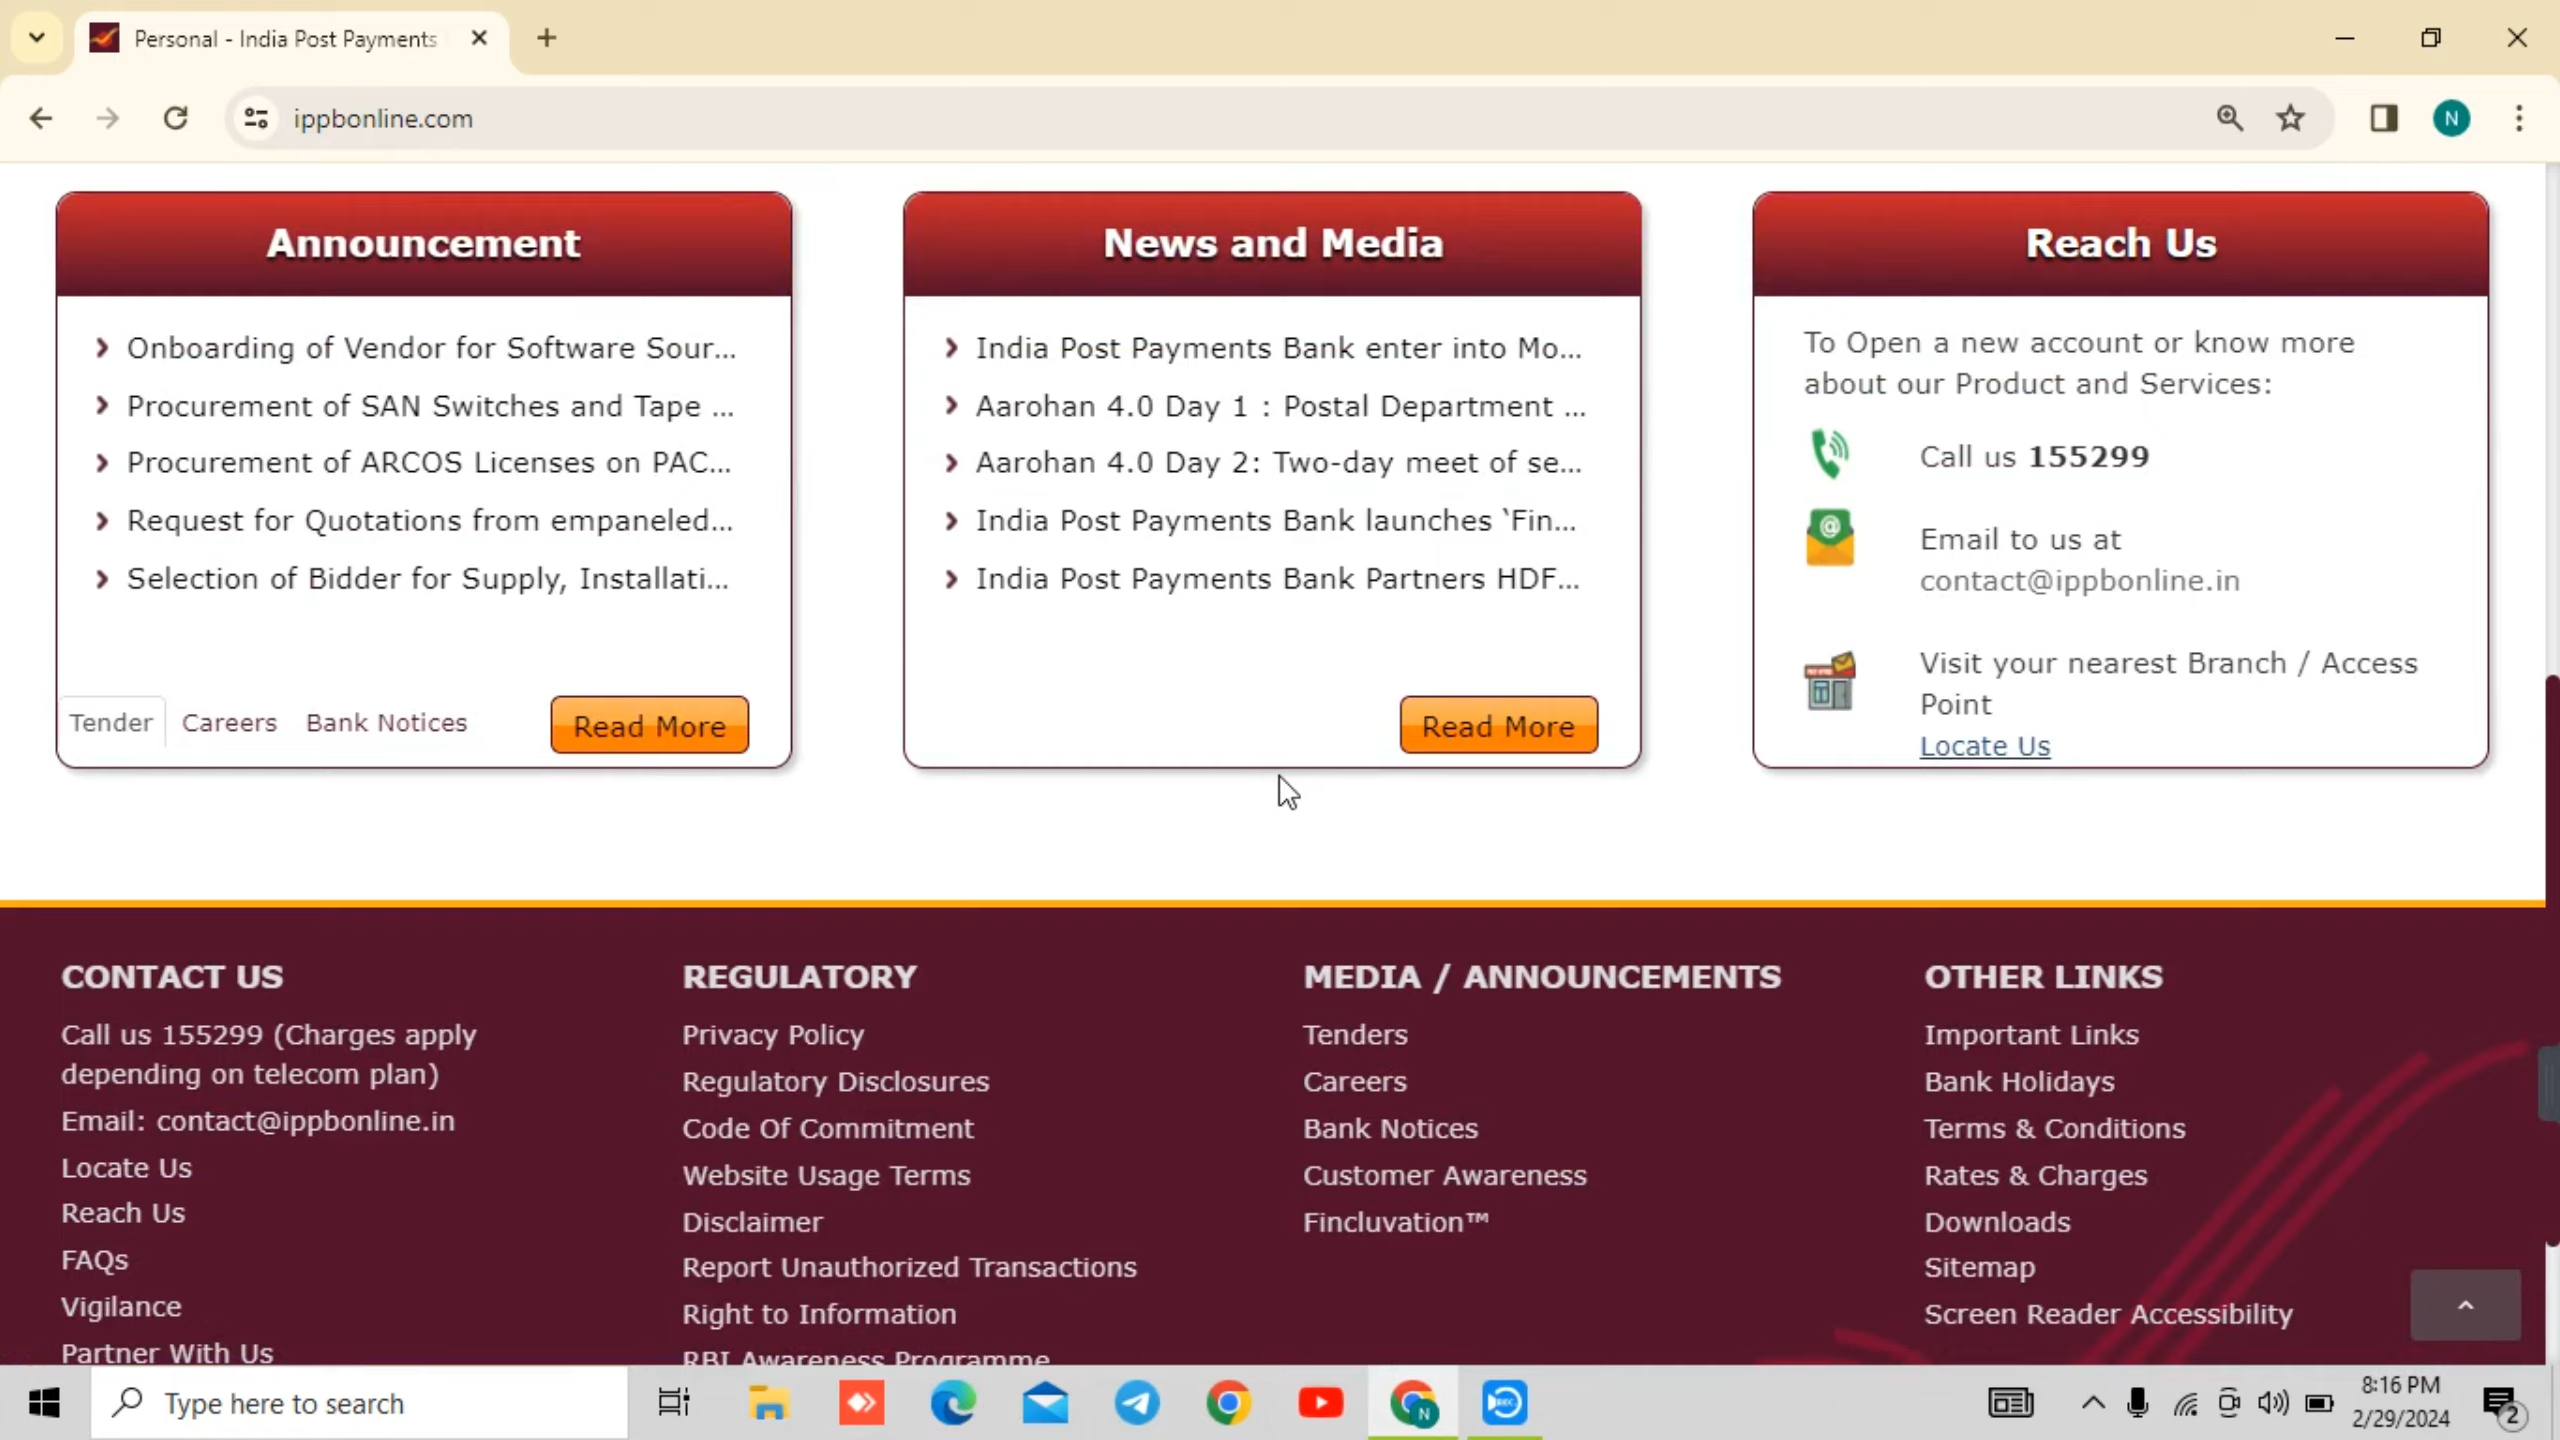 Personal - India Post Payments
ippbonline.com
N
Announcement
Onboarding of Vendor for Software Sour...
Procurement of SAN Switches and Tape ...
Procurement of ARCOS Licenses on PAC...
Request for Quotations from empaneled...
Selection of Bidder for Supply, Installati...
Tender Careers Bank Notices Read More
News and Media
India Post Payments Bank enter into Mo...
Aarohan 4.0 Day 1 : Postal Department ...
Aarohan 4.0 Day 2: Two-day meet of se...
India Post Payments Bank launches ‘Fin...
India Post Payments Bank Partners HDF...
Read More
Reach Us
To Open a new account or know more
about our Product and Services:
Call us 155299
Email to us at
contact@ippbonline.in
Visit your nearest Branch / Access
Point
Locate Us
CONTACT US
Call us 155299 (Charges apply
depending on telecom plan)
Email: contact@ippbonline.in
Locate Us
Reach Us
FAQs
Vigilance
Partner With Us
REGULATORY
Privacy Policy
Regulatory Disclosures
Code Of Commitment
Website Usage Terms
Disclaimer
Report Unauthorized Transactions
Right to Information
RBI Awareness Programme
MEDIA / ANNOUNCEMENTS
Tenders
Careers
Bank Notices
Customer Awareness
Fincluvation™
OTHER LINKS
Important Links
Bank Holidays
Terms & Conditions
Rates & Charges
Downloads
Sitemap
Screen Reader Accessibility
Type here to search
N
REC
8:16 PM
2/29/2024
2